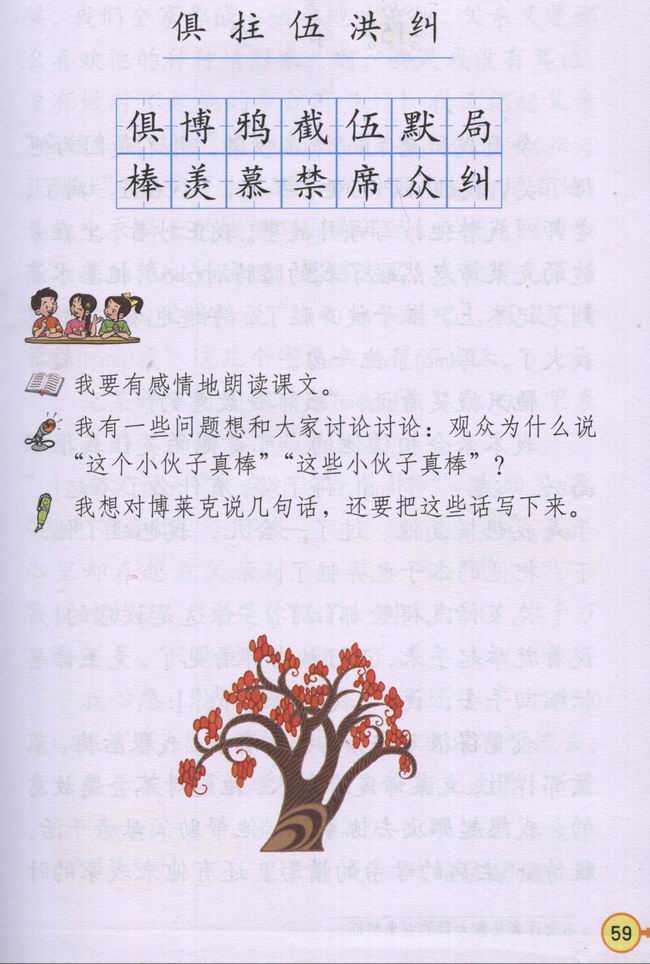 俱 拄 伍 洪 纠
俱 博 鸦 截 伍 默 局
棒 羡 慕 禁 席 众 纠
我要有感情地朗读课文。
我有一些问题想和大家讨论讨论：观众为什么说
“这个小伙子真棒”“这些小伙子真棒”？
我想对博莱克说几句话，还要把这些话写下来。
59